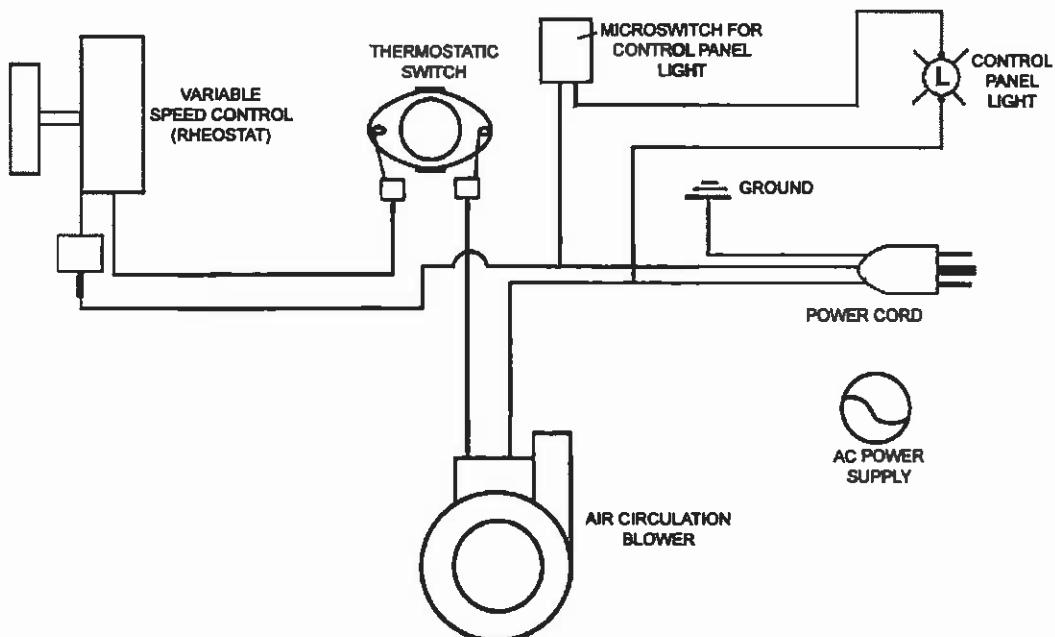 VARIABLE
SPEED CONTROL
(RHEOSTAT)
THERMOSTATIC
SWITCH
MICROSWITCH FOR
CONTROL PANEL
LIGHT
L
CONTROL
PANEL
LIGHT
GROUND
POWER CORD
AC POWER
SUPPLY
AIR CIRCULATION
BLOWER